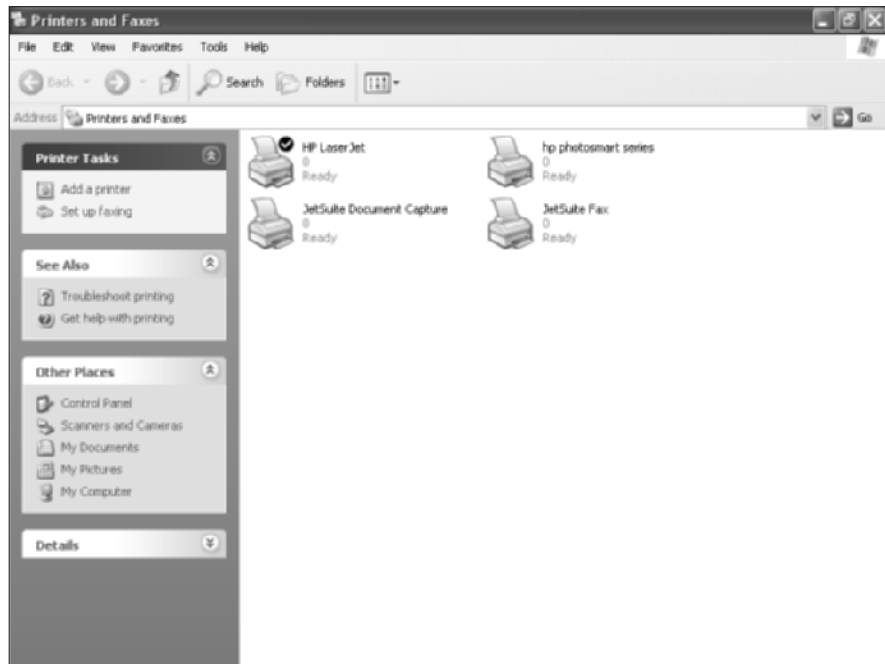 Printers and Faxes
File Edit View Favorites Tools Help
Back Search Folders
Address Printers and Faxes Go
Printer Tasks
Add a printer
Set up faxing
See Also
Troubleshoot printing
Get help with printing
Other Places
Control Panel
Scanners and Cameras
My Documents
My Pictures
My Computer
Details
HP LaserJet
0
Ready
hp photosmart series
0
Ready
JetSuite Document Capture
0
Ready
JetSuite Fax
0
Ready